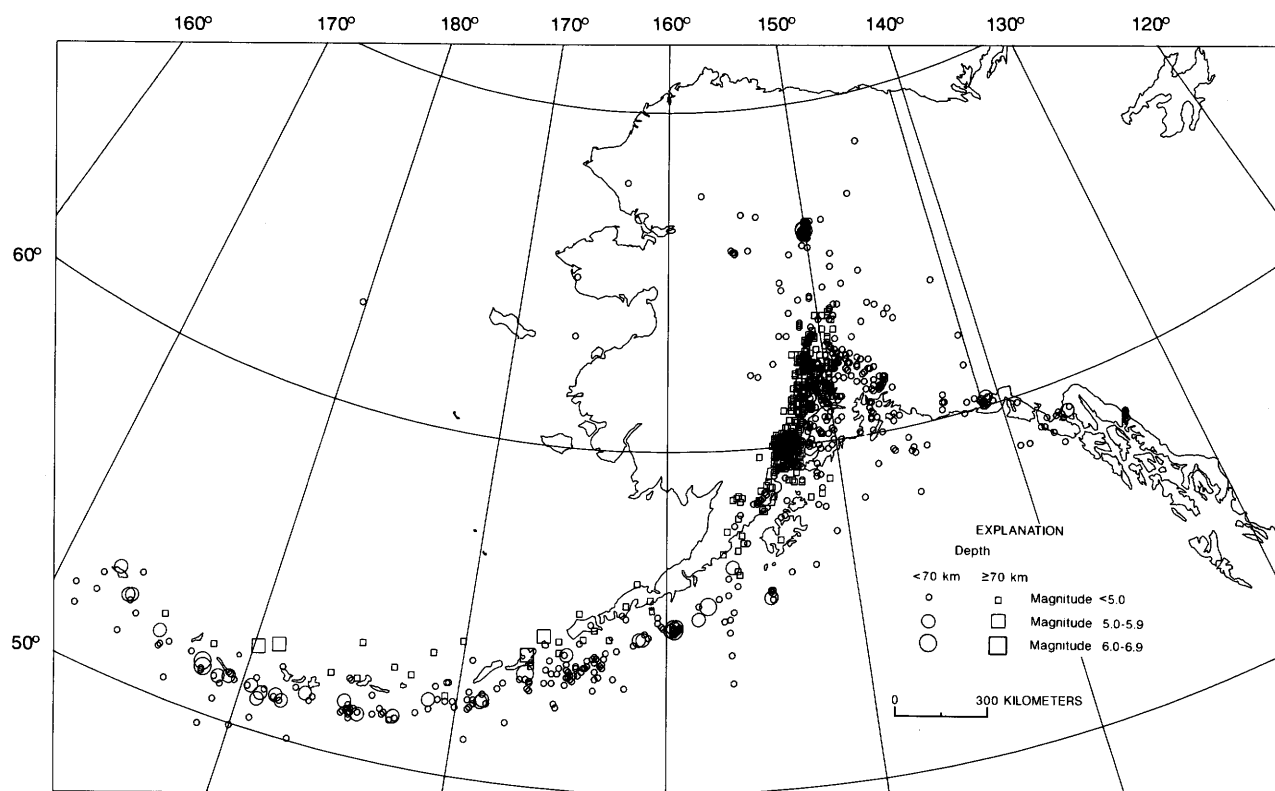 160° 170° 180° 170° 160° 150° 140° 130° 120°
60°
50°
EXPLANATION
Depth
<70 km ≥70 km
Magnitude <5.0
Magnitude 5.0-5.9
Magnitude 6.0-6.9
0 300 KILOMETERS